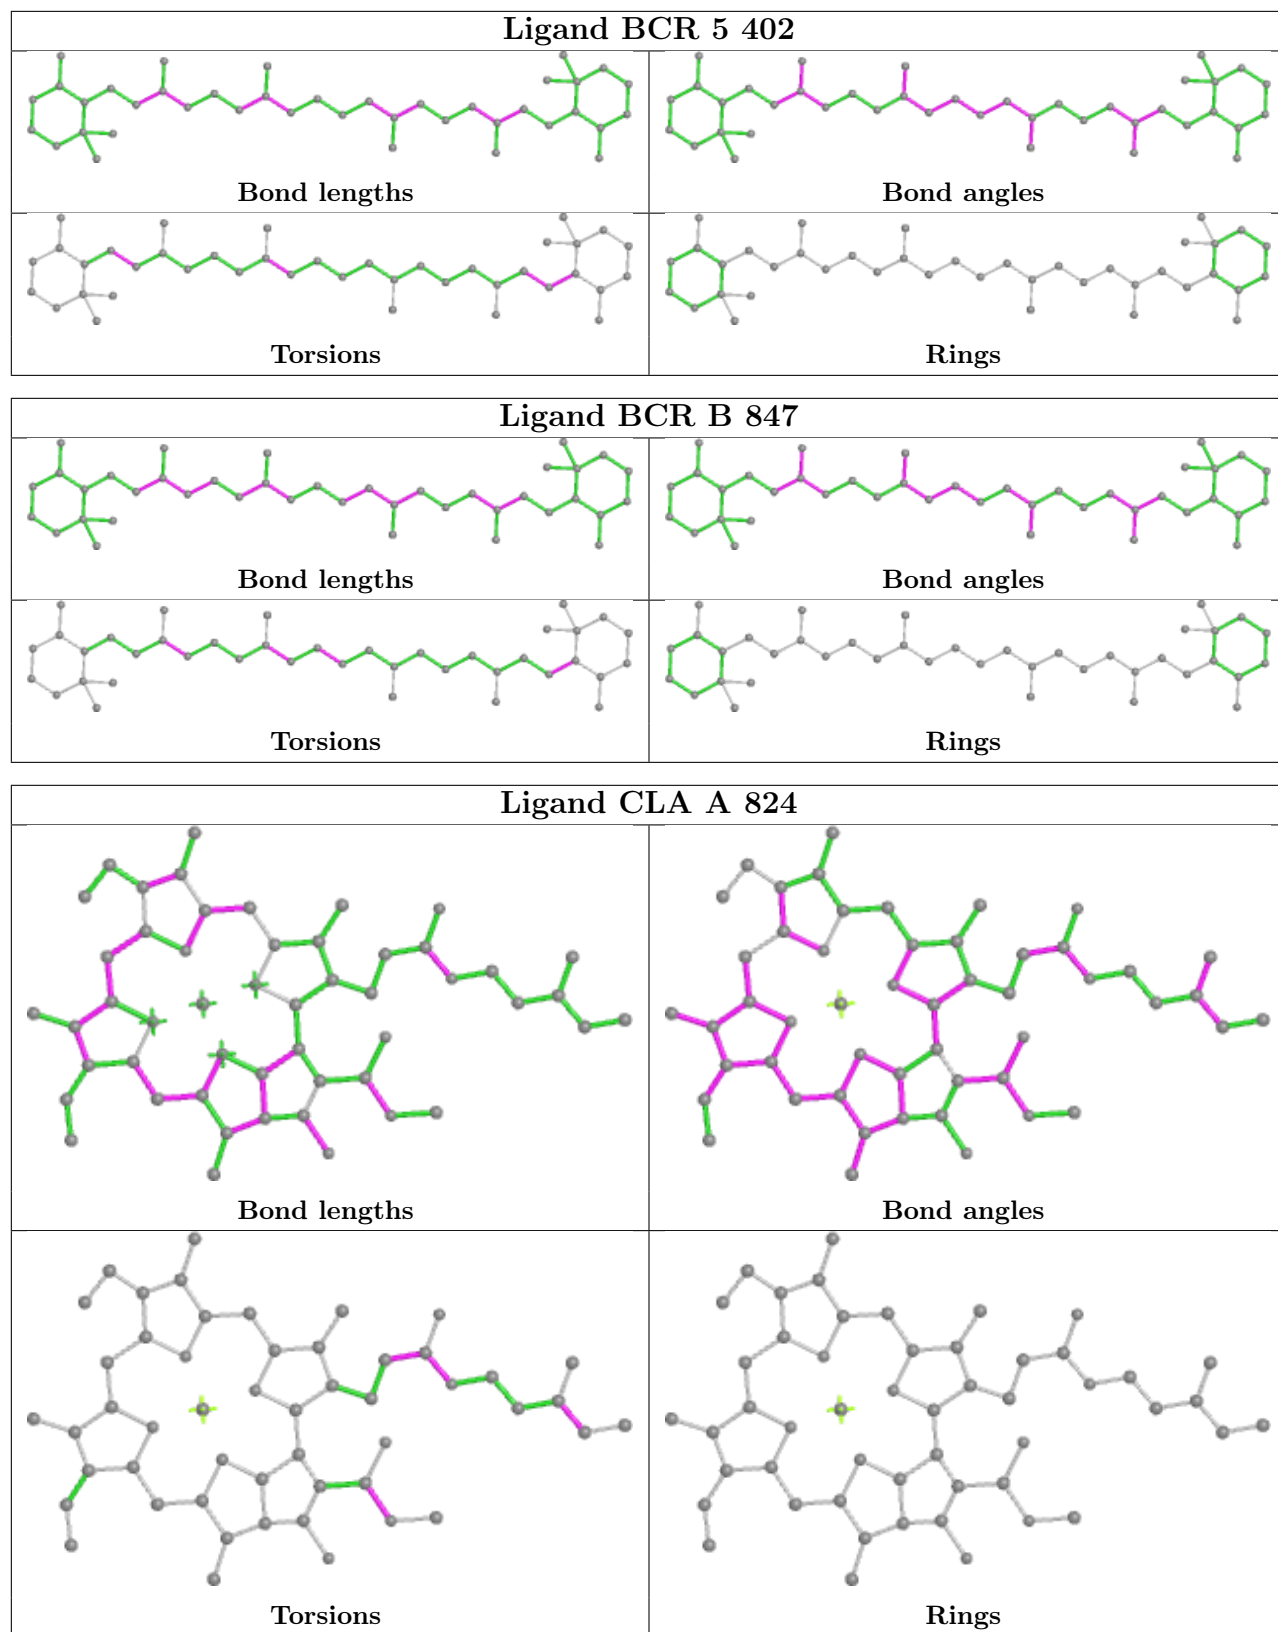 Ligand BCR 5 402
Bond lengths
Bond angles
Torsions
Rings
Ligand BCR B 847
Bond lengths
Bond angles
Torsions
Rings
Ligand CLA A 824
Bond lengths
Bond angles
Torsions
Rings